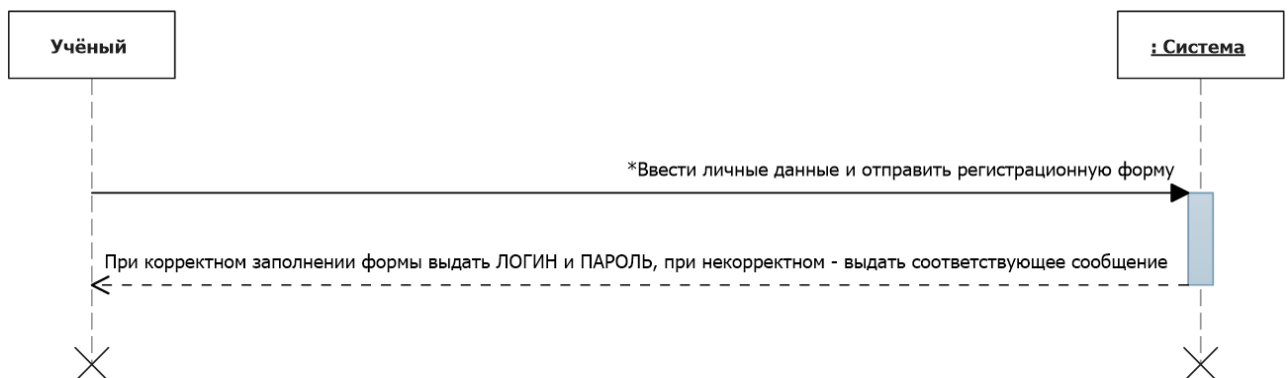 Учёный
: Система
*Ввести личные данные и отправить регистрационную форму
При корректном заполнении формы выдать ЛОГИН и ПАРОЛЬ, при некорректном - выдать соответствующее сообщение